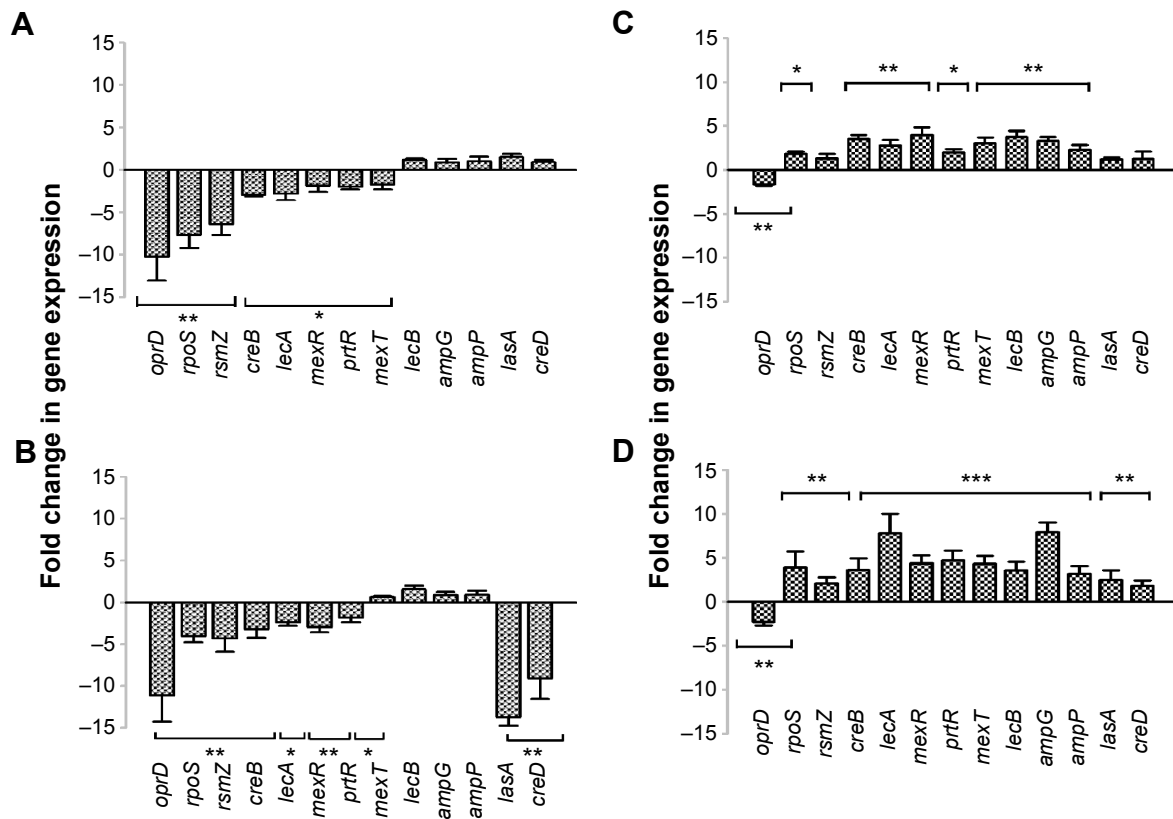 A
Fold change in gene expression
15
10
5
0
–5
–10
–15
** *
oprD rpoS rsmZ creB lecA mexR prtR mexT lecB ampG ampP lasA creD
B
15
10
5
0
–5
–10
–15
** * ** * **
oprD rpoS rsmZ creB lecA mexR prtR mexT lecB ampG ampP lasA creD
C
Fold change in gene expression
15
10
5
0
–5
–10
–15
* ** * **
**
oprD rpoS rsmZ creB lecA mexR prtR mexT lecB ampG ampP lasA creD
D
15
10
5
0
–5
–10
–15
** *** **
**
oprD rpoS rsmZ creB lecA mexR prtR mexT lecB ampG ampP lasA creD